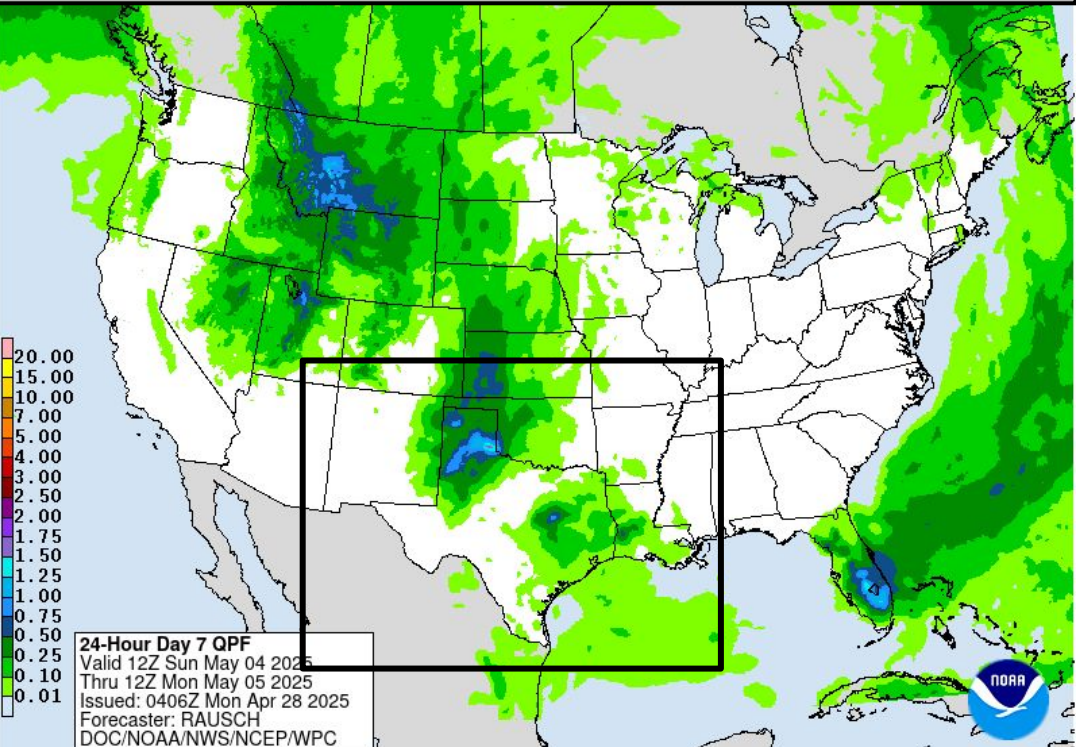 20.00
15.00
10.00
7.00
5.00
4.00
3.00
2.50
2.00
1.75
1.50
1.25
1.00
0.75
0.50
0.25
0.10
0.01
24-Hour Day 7 QPF
Valid 12Z Sun May 04 2025
Thru 12Z Mon May 05 2025
Issued: 0406Z Mon Apr 28 2025
Forecaster: RAUSCH
DOC/NOAA/NWS/NCEP/WPC
NOAA